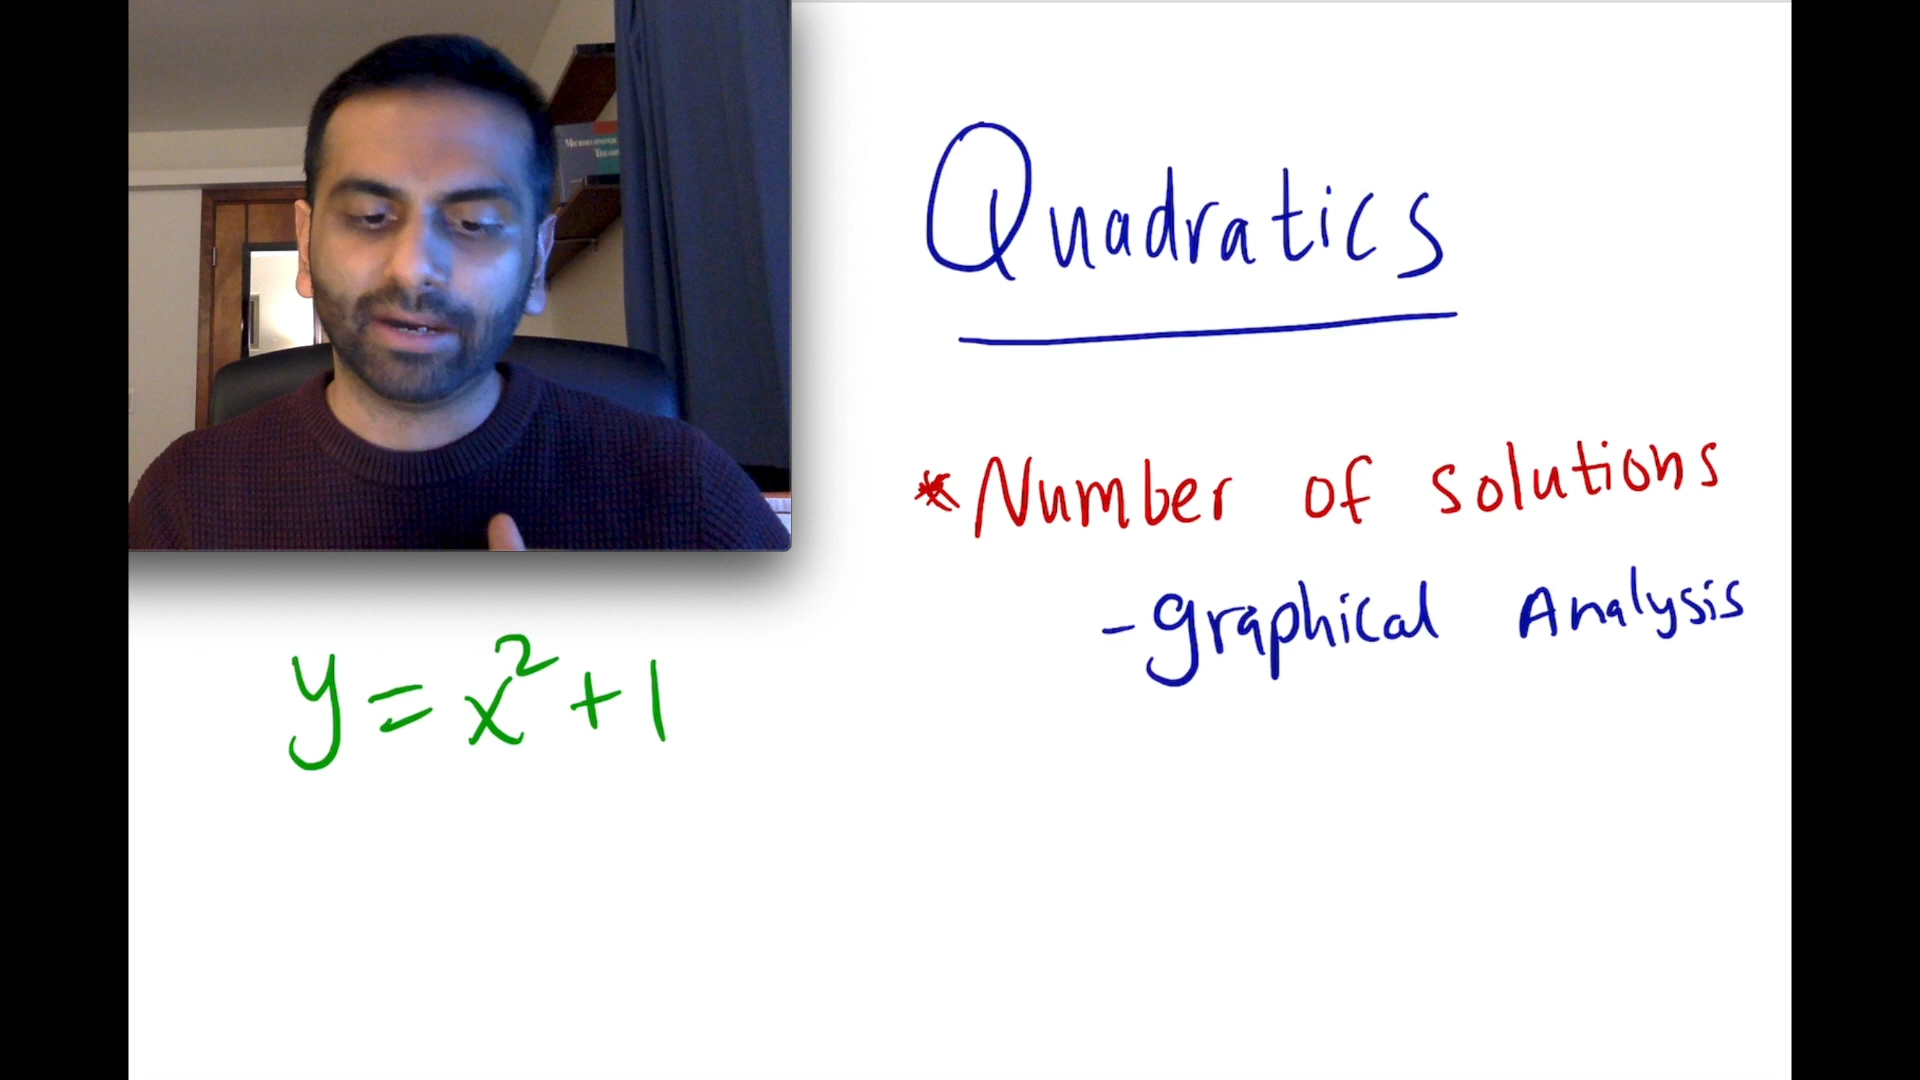 Quadratics
* Number of solutions
- graphical Analysis
y = x² + 1